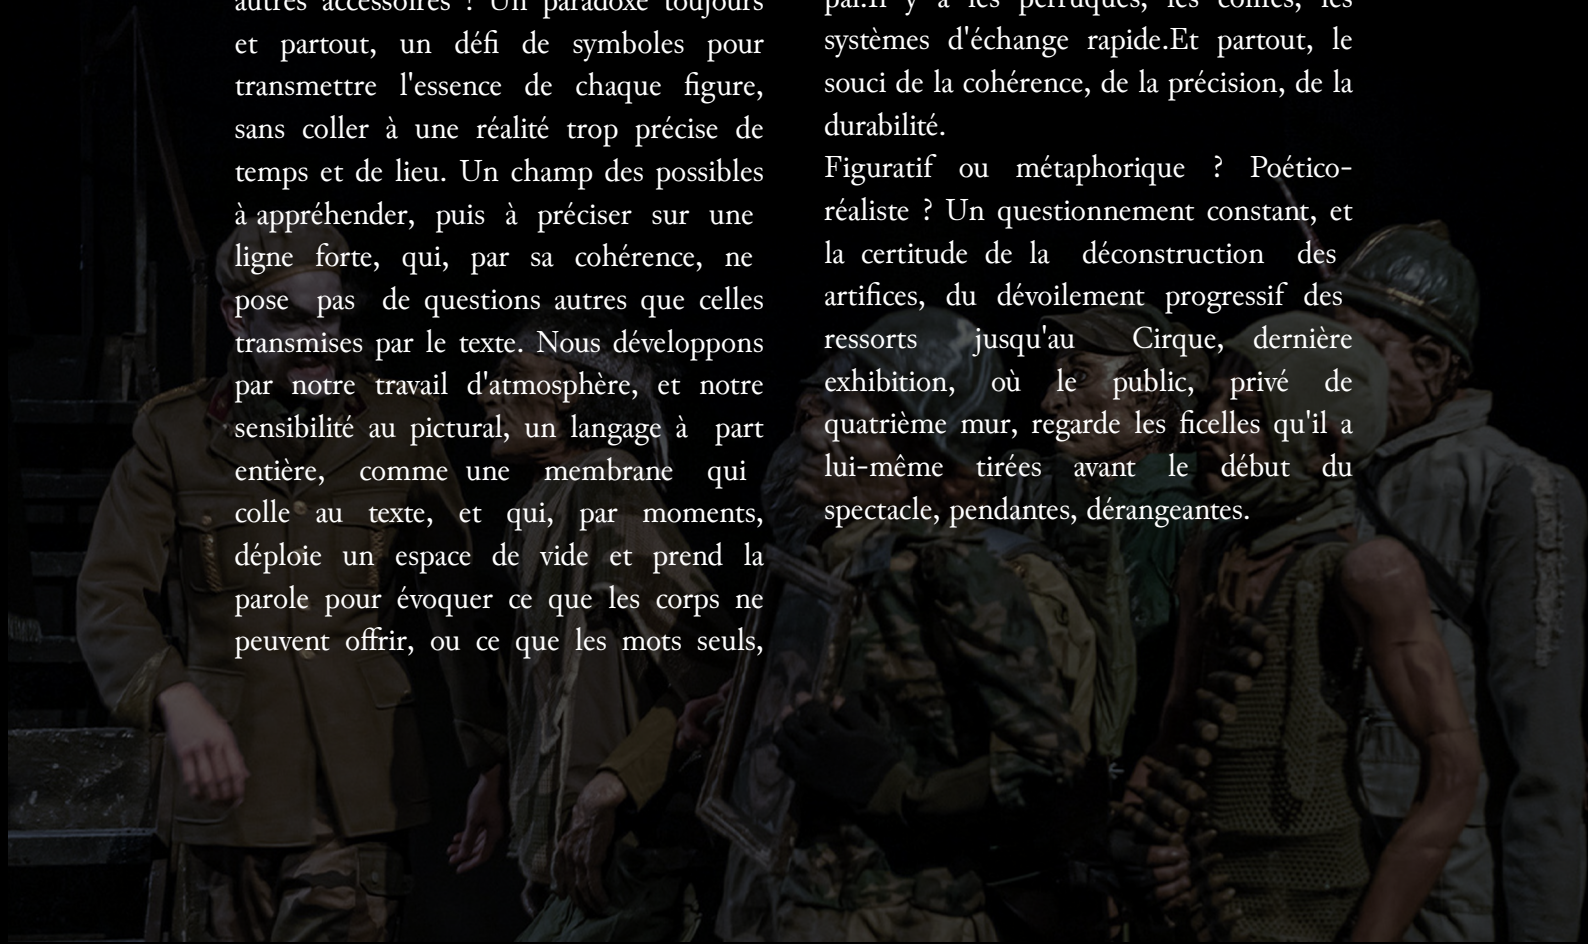 autres accessoires ? Un paradoxe toujours
et partout, un défi de symboles pour
transmettre l'essence de chaque figure,
sans coller à une réalité trop précise de
temps et de lieu. Un champ des possibles
à appréhender, puis à préciser sur une
ligne forte, qui, par sa cohérence, ne
pose pas de questions autres que celles
transmises par le texte. Nous développons
par notre travail d'atmosphère, et notre
sensibilité au pictural, un langage à part
entière, comme une membrane qui
colle au texte, et qui, par moments,
déploie un espace de vide et prend la
parole pour évoquer ce que les corps ne
peuvent offrir, ou ce que les mots seuls,
pal.Il y a les perruques, les coiffes, les
systèmes d'échange rapide.Et partout, le
souci de la cohérence, de la précision, de la
durabilité.
Figuratif ou métaphorique ? Poético-
réaliste ? Un questionnement constant, et
la certitude de la déconstruction des
artifices, du dévoilement progressif des
ressorts jusqu'au Cirque, dernière
exhibition, où le public, privé de
quatrième mur, regarde les ficelles qu'il a
lui-même tirées avant le début du
spectacle, pendantes, dérangeantes.